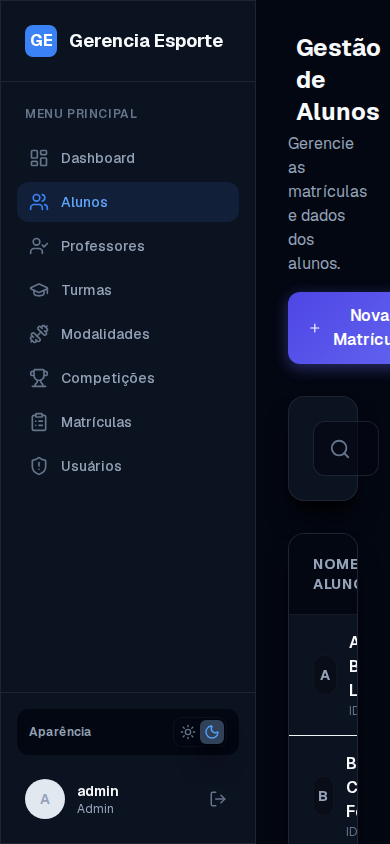 GE Gerencia Esporte
MENU PRINCIPAL
Dashboard
Alunos
Professores
Turmas
Modalidades
Competições
Matrículas
Usuários
Aparência
A
admin
Admin
Gestão
de
Alunos
Gerencie
as
matrículas
e dados
dos
alunos.
Nova
NOME
A
B
ID